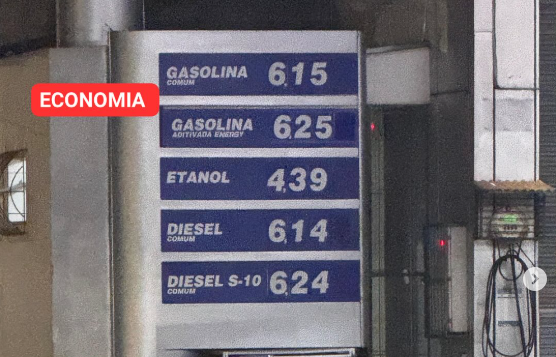 ECONOMIA
GASOLINA 6,15
COMUM
GASOLINA 6,25
ADITIVADA ENERGY
ETANOL 4,39
DIESEL 6,14
COMUM
DIESEL S-10 6,24
COMUM